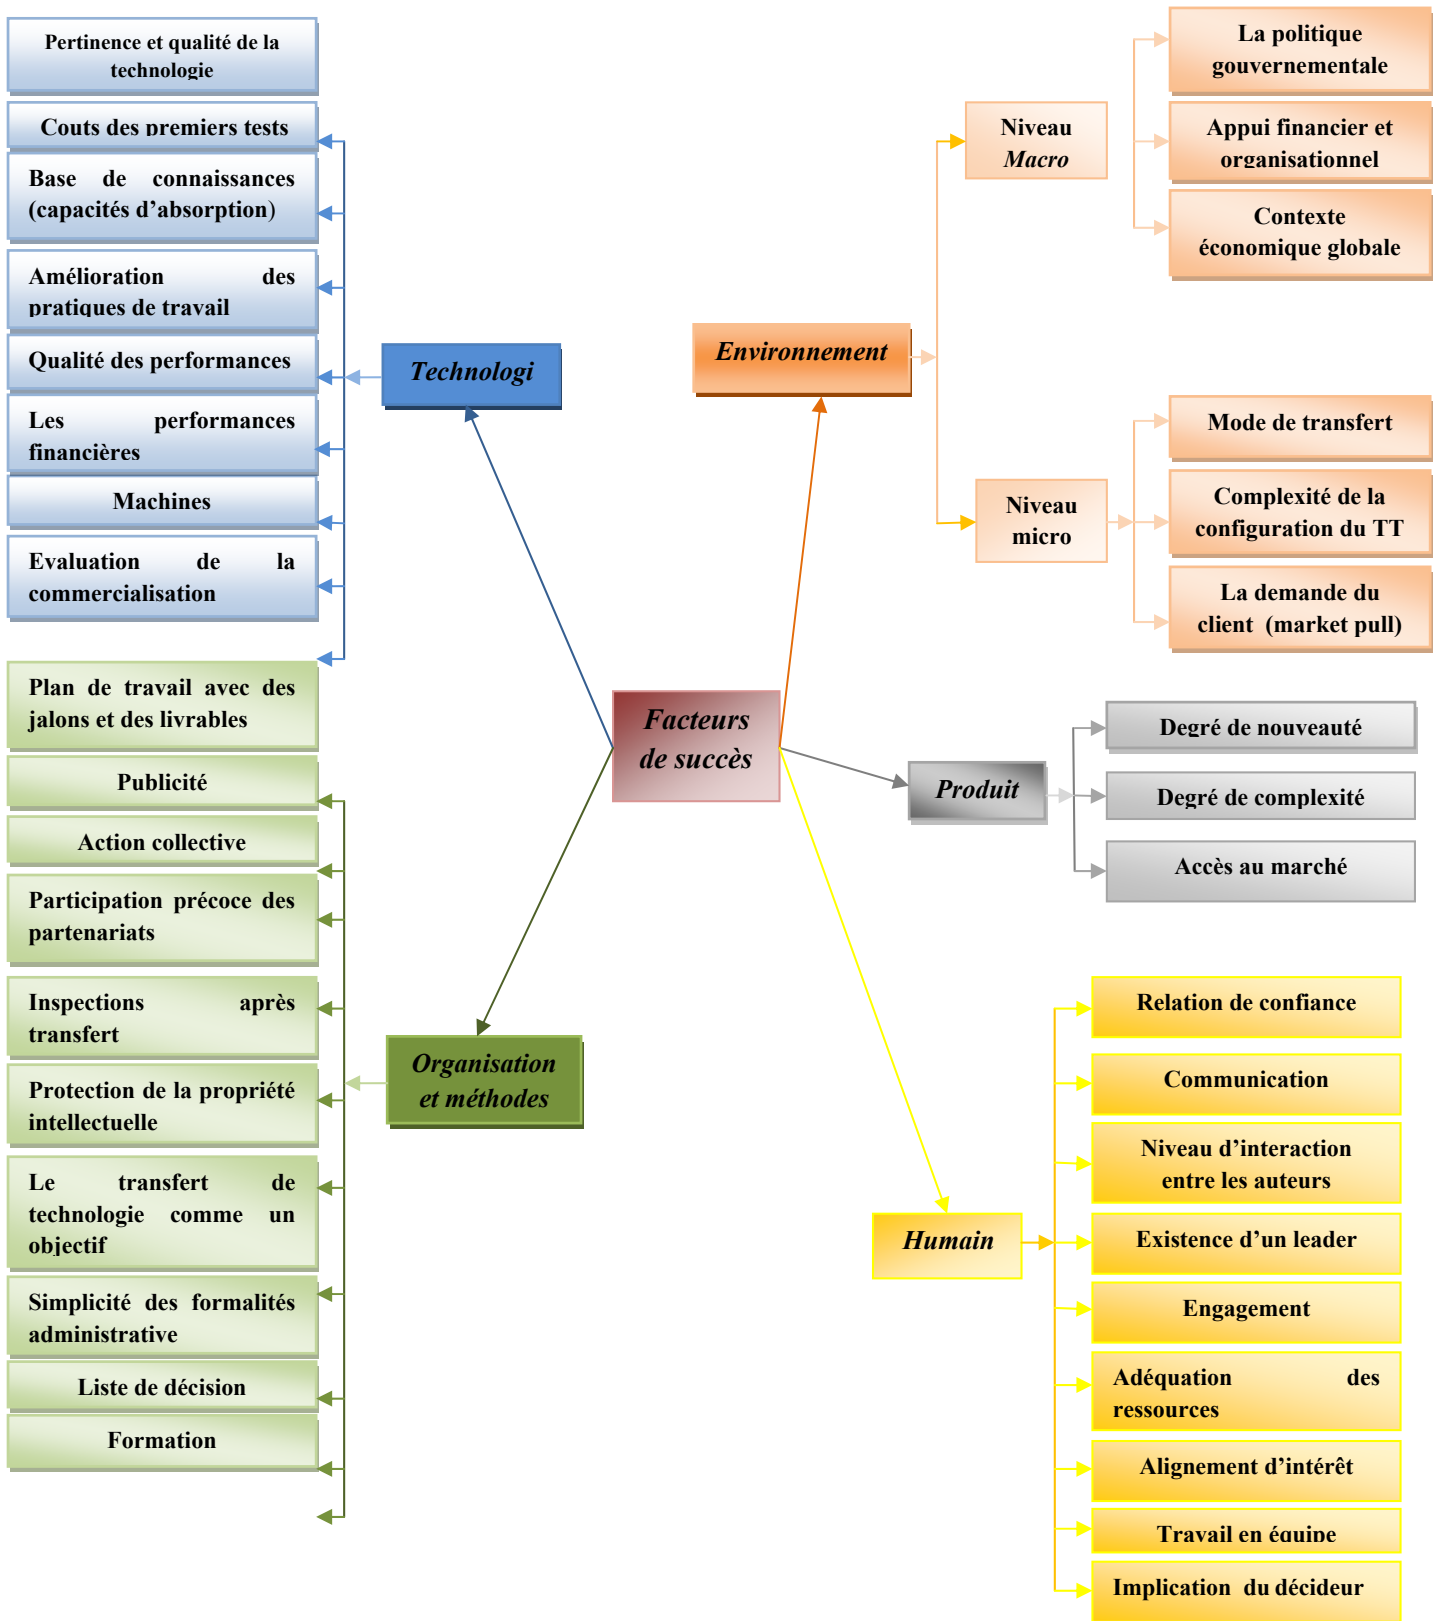 Pertinence et qualité de la
technologie
Couts des premiers tests
Base de connaissances
(capacités d’absorption)
Amélioration des
pratiques de travail
Qualité des performances
Les performances
financières
Machines
Evaluation de la
commercialisation
Technologi
Plan de travail avec des
jalons et des livrables
Publicité
Action collective
Participation précoce des
partenariats
Inspections après
transfert
Protection de la propriété
intellectuelle
Le transfert de
technologie comme un
objectif
Simplicité des formalités
administrative
Liste de décision
Formation
Organisation
et méthodes
Facteurs
de succès
Environnement
Niveau
Macro
La politique
gouvernementale
Appui financier et
organisationnel
Contexte
économique globale
Niveau
micro
Mode de transfert
Complexité de la
configuration du TT
La demande du
client (market pull)
Produit
Degré de nouveauté
Degré de complexité
Accès au marché
Humain
Relation de confiance
Communication
Niveau d’interaction
entre les auteurs
Existence d’un leader
Engagement
Adéquation des
ressources
Alignement d’intérêt
Travail en équipe
Implication du décideur